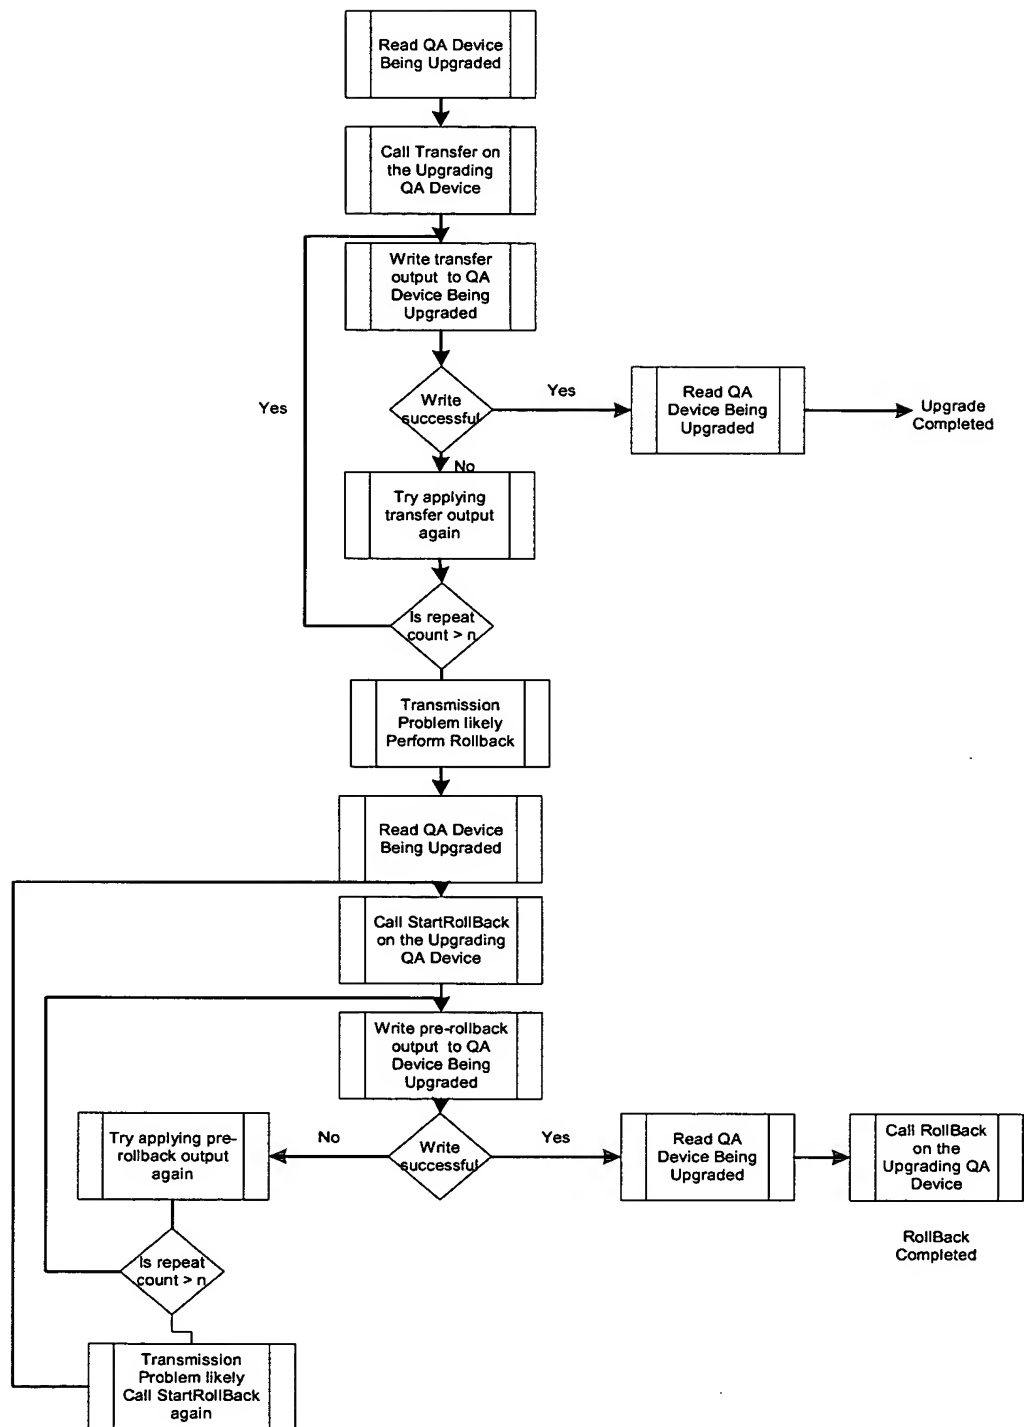 Read QA Device
Being Upgraded
Call Transfer on
the Upgrading
QA Device
Write transfer
output to QA
Device Being
Upgraded
Yes
Write
successful
Yes
Read QA
Device Being
Upgraded
Upgrade
Completed
No
Try applying
transfer output
again
Is repeat
count > n
Transmission
Problem likely
Perform Rollback
Read QA Device
Being Upgraded
Call StartRollBack
on the Upgrading
QA Device
Write pre-rollback
output to QA
Device Being
Upgraded
Try applying pre-
rollback output
again
No
Write
successful
Yes
Read QA
Device Being
Upgraded
Call RollBack
on the
Upgrading QA
Device
RollBack
Completed
Is repeat
count > n
Transmission
Problem likely
Call StartRollBack
again